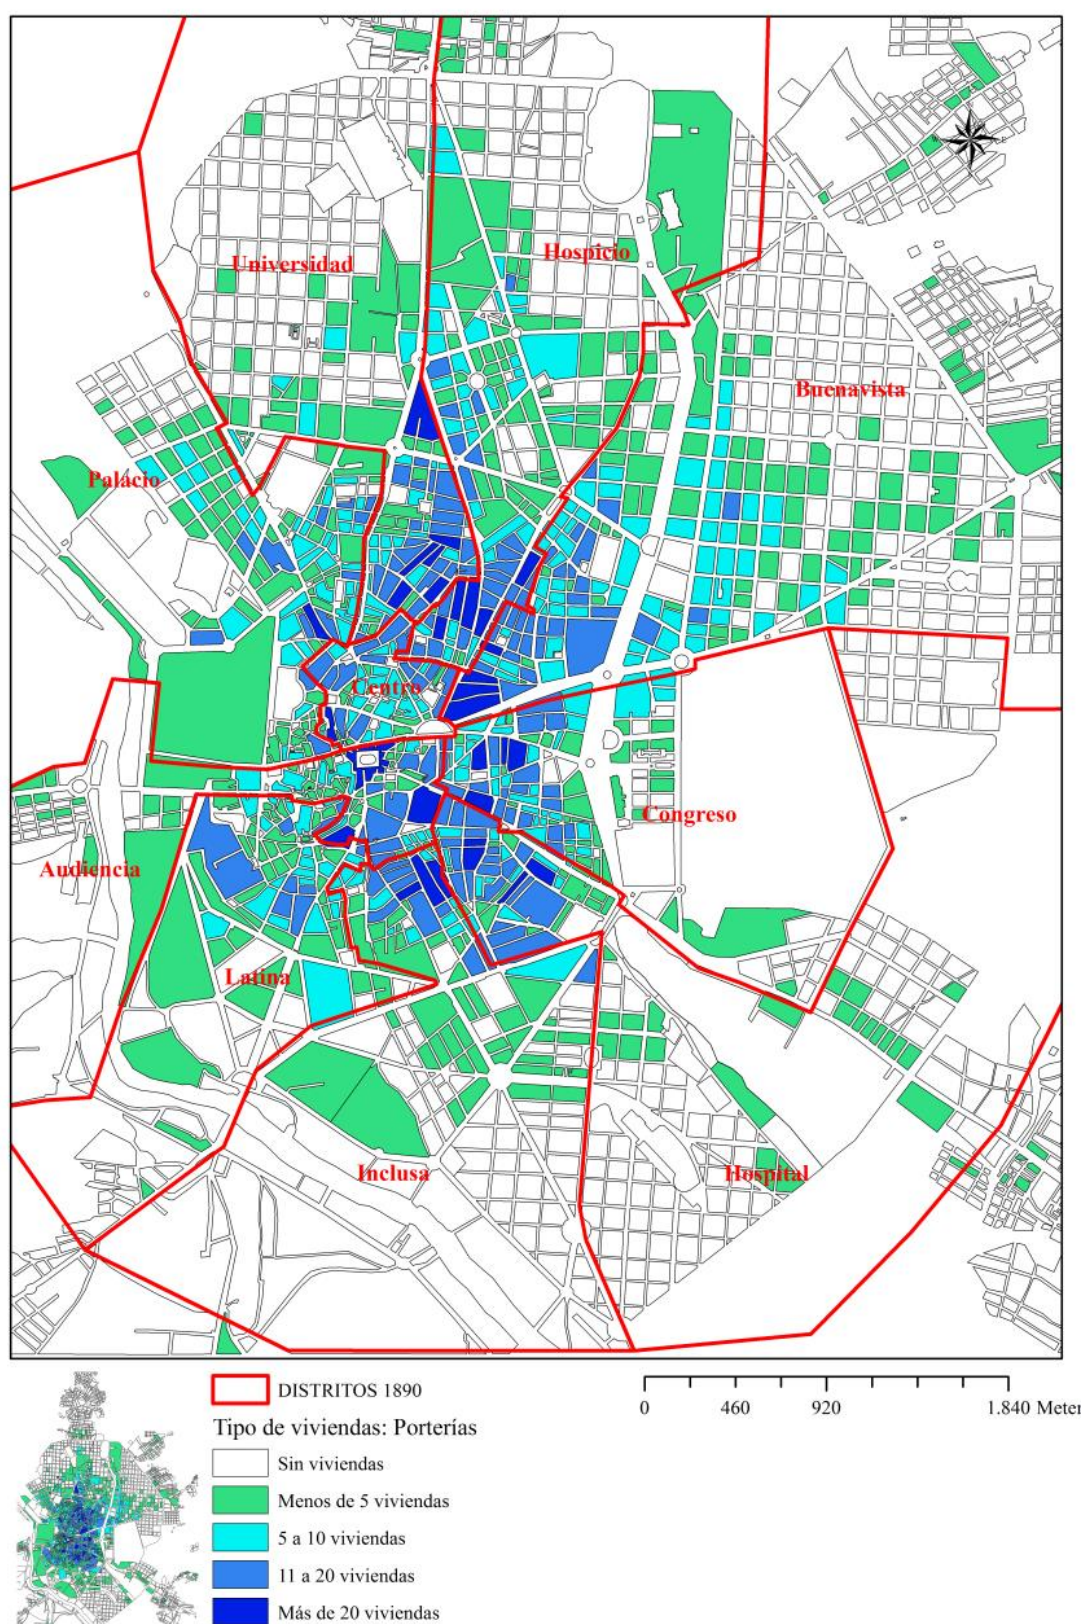 Universidad
Hospicio
Buenavista
Palacio
Centro
Congreso
Audiencia
Latina
Inclusa
Hospital
DISTRITOS 1890
Tipo de viviendas: Porterías
Sin viviendas
Menos de 5 viviendas
5 a 10 viviendas
11 a 20 viviendas
Más de 20 viviendas
0 460 920 1.840 Meter